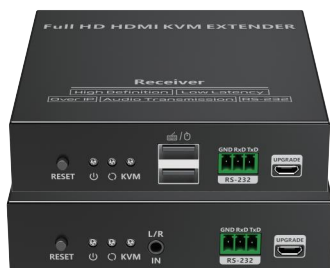 Full HD HDMI KVM EXTENDER
Receiver
High Definition Low Latency
Over IP Audio Transmission RS-232
RESET KVM GND RxD TxD RS-232 UPGRADE
L/R
RESET KVM IN GND RxD TxD RS-232 UPGRADE